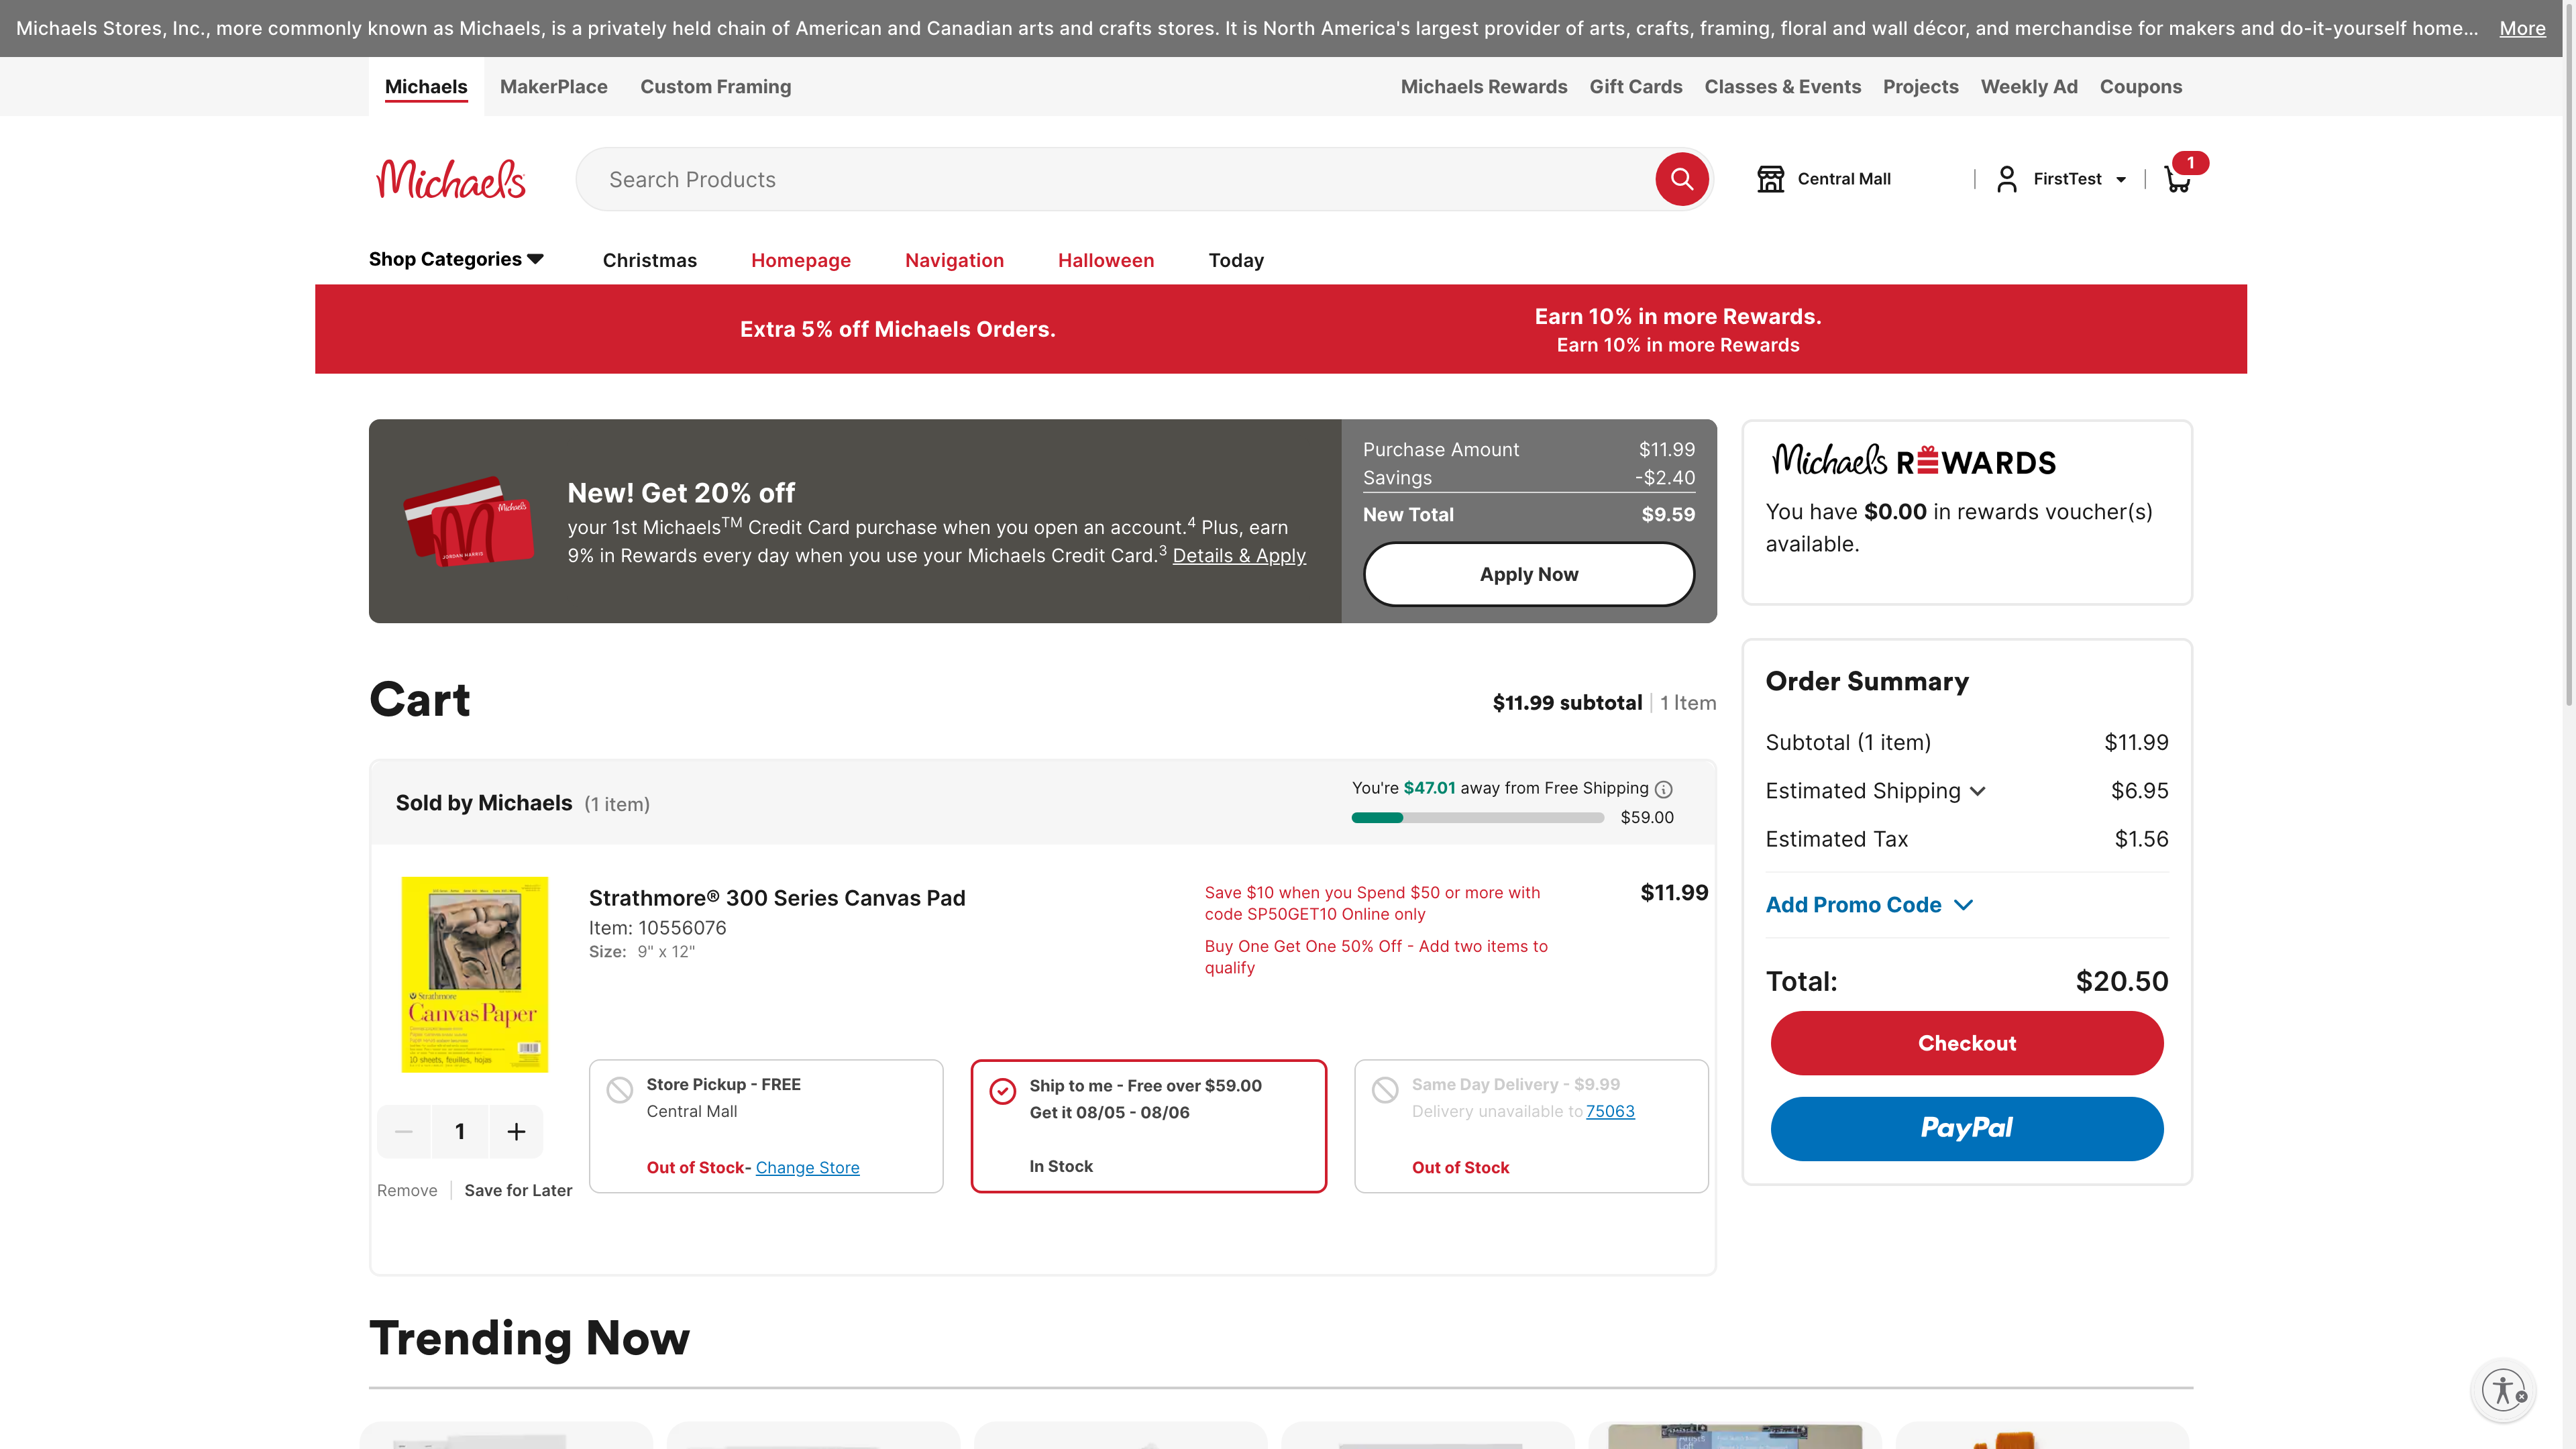 Michaels Stores, Inc., more commonly known as Michaels, is a privately held chain of American and Canadian arts and crafts stores. It is North America's largest provider of arts, crafts, framing, floral and wall décor, and merchandise for makers and do-it-yourself home... More
Michaels MakerPlace Custom Framing Michaels Rewards Gift Cards Classes & Events Projects Weekly Ad Coupons
Michaels Search Products Central Mall FirstTest 1
Shop Categories Christmas Homepage Navigation Halloween Today
Extra 5% off Michaels Orders.
Earn 10% in more Rewards.
Earn 10% in more Rewards
Michaels
JORDAN HARRIS
New! Get 20% off
your 1st Michaels™ Credit Card purchase when you open an account.4 Plus, earn
9% in Rewards every day when you use your Michaels Credit Card.3 Details & Apply
Purchase Amount $11.99
Savings -$2.40
New Total $9.59
Apply Now
Michaels REWARDS
You have $0.00 in rewards voucher(s)
available.
Cart
$11.99 subtotal | 1 Item
Sold by Michaels (1 item)
You're $47.01 away from Free Shipping
$59.00
Strathmore
Canvas Paper
10 sheets, feuilles, hojas
Strathmore® 300 Series Canvas Pad
Item: 10556076
Size: 9" x 12"
Save $10 when you Spend $50 or more with
code SP50GET10 Online only
Buy One Get One 50% Off - Add two items to
qualify
$11.99
1
Remove | Save for Later
Store Pickup - FREE
Central Mall
Out of Stock- Change Store
Ship to me - Free over $59.00
Get it 08/05 - 08/06
In Stock
Same Day Delivery - $9.99
Delivery unavailable to 75063
Out of Stock
Order Summary
Subtotal (1 item) $11.99
Estimated Shipping $6.95
Estimated Tax $1.56
Add Promo Code
Total: $20.50
Checkout
PayPal
Trending Now